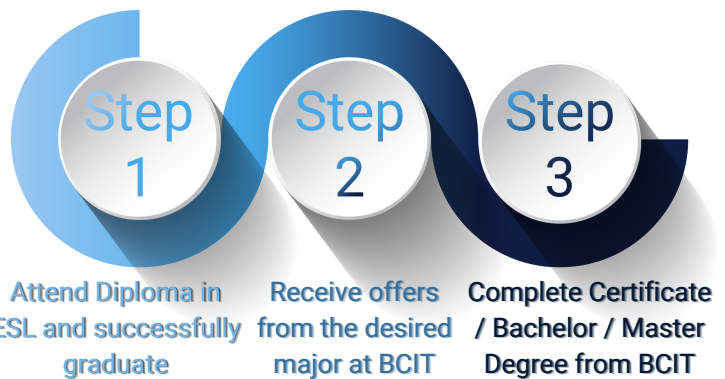 Step
1
Step
2
Step
3
Attend Diploma in
ESL and successfully
graduate
Receive offers
from the desired
major at BCIT
Complete Certificate
/ Bachelor / Master
Degree from BCIT